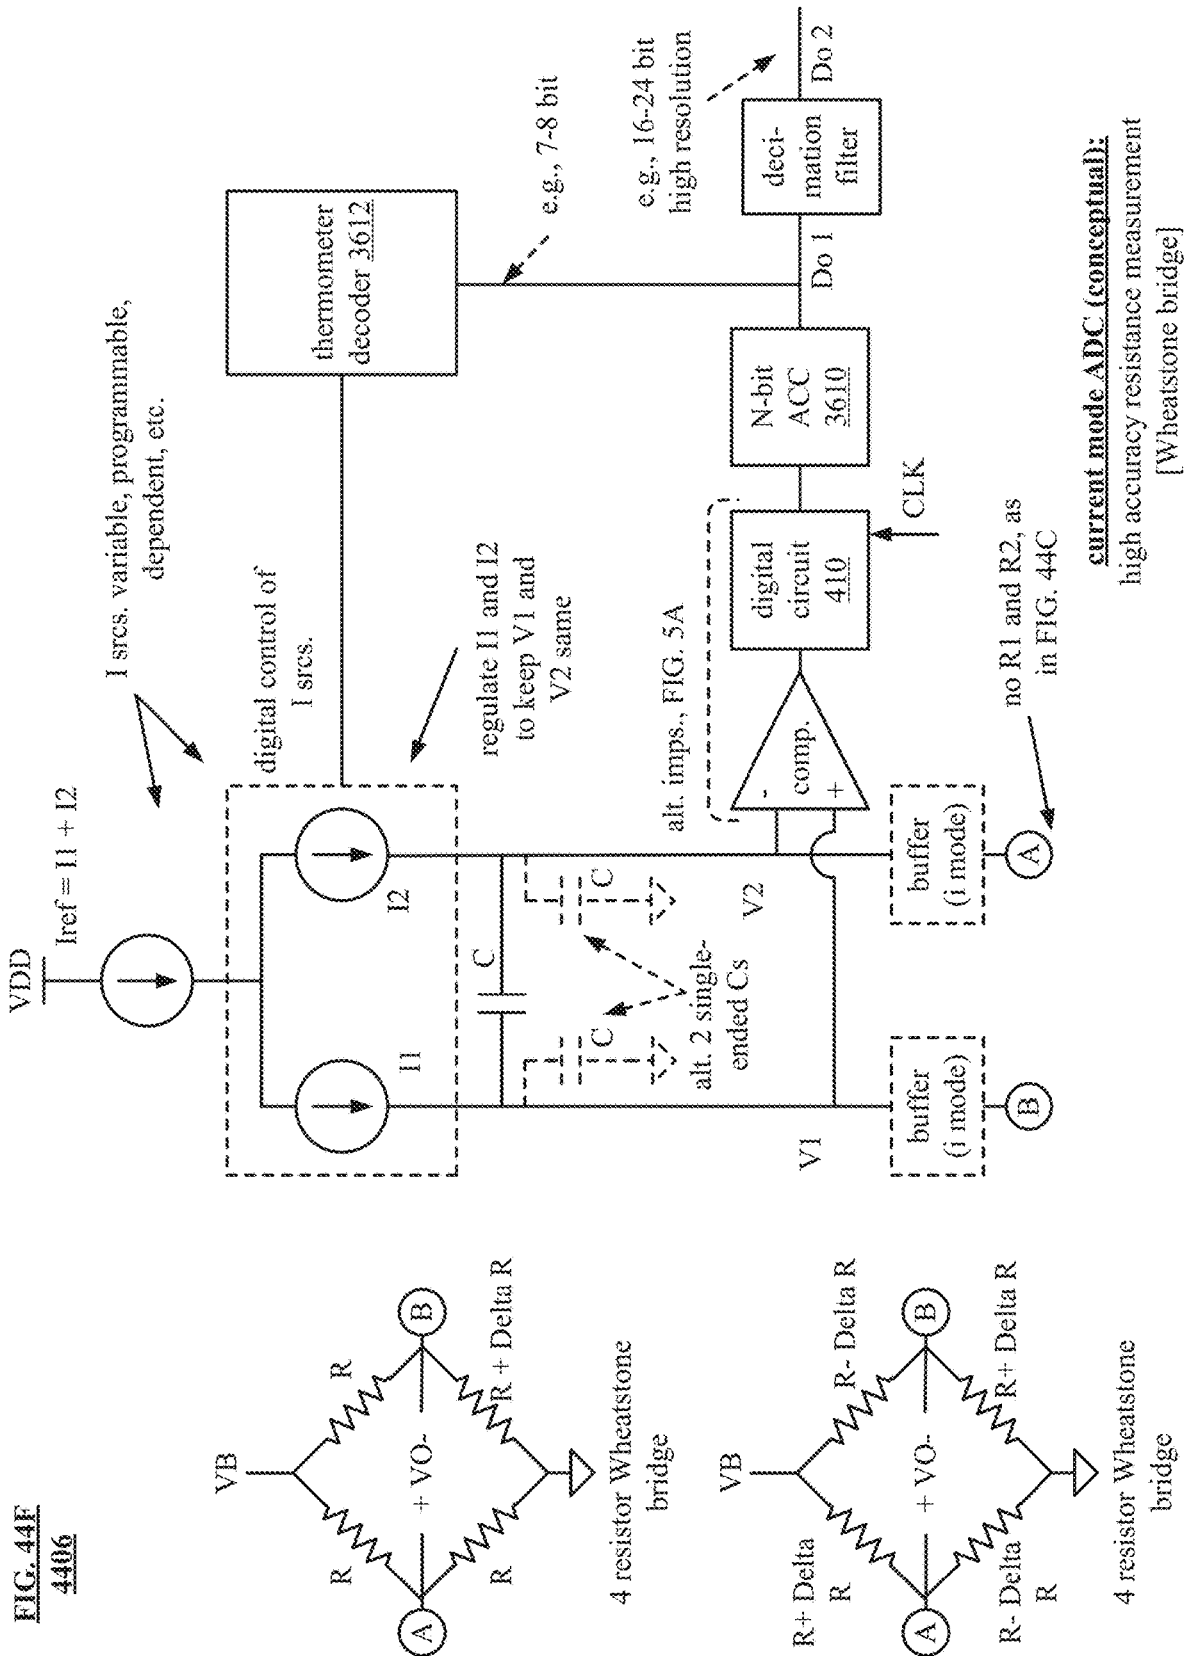 FIG. 44F
4406
VB
R
R
A
+ VO-
B
R
R + Delta R
4 resistor Wheatstone
bridge
VB
R+ Delta
R
R- Delta R
A
+ VO-
B
R- Delta
R
R+ Delta R
4 resistor Wheatstone
bridge
VDD
Iref = I1 + I2
I srcs. variable, programmable,
dependent, etc.
I1
I2
digital control of
I srcs.
thermometer
decoder 3612
regulate I1 and I2
to keep V1 and
V2 same
e.g., 7-8 bit
C
C
C
alt. 2 single-
ended Cs
alt. imps., FIG. 5A
e.g., 16-24 bit
high resolution
V1
V2
-
comp.
+
digital
circuit
410
CLK
N-bit
ACC
3610
Do 1
deci-
mation
filter
Do 2
buffer
(i mode)
buffer
(i mode)
B
A
no R1 and R2, as
in FIG. 44C
current mode ADC (conceptual):
high accuracy resistance measurement
[Wheatstone bridge]